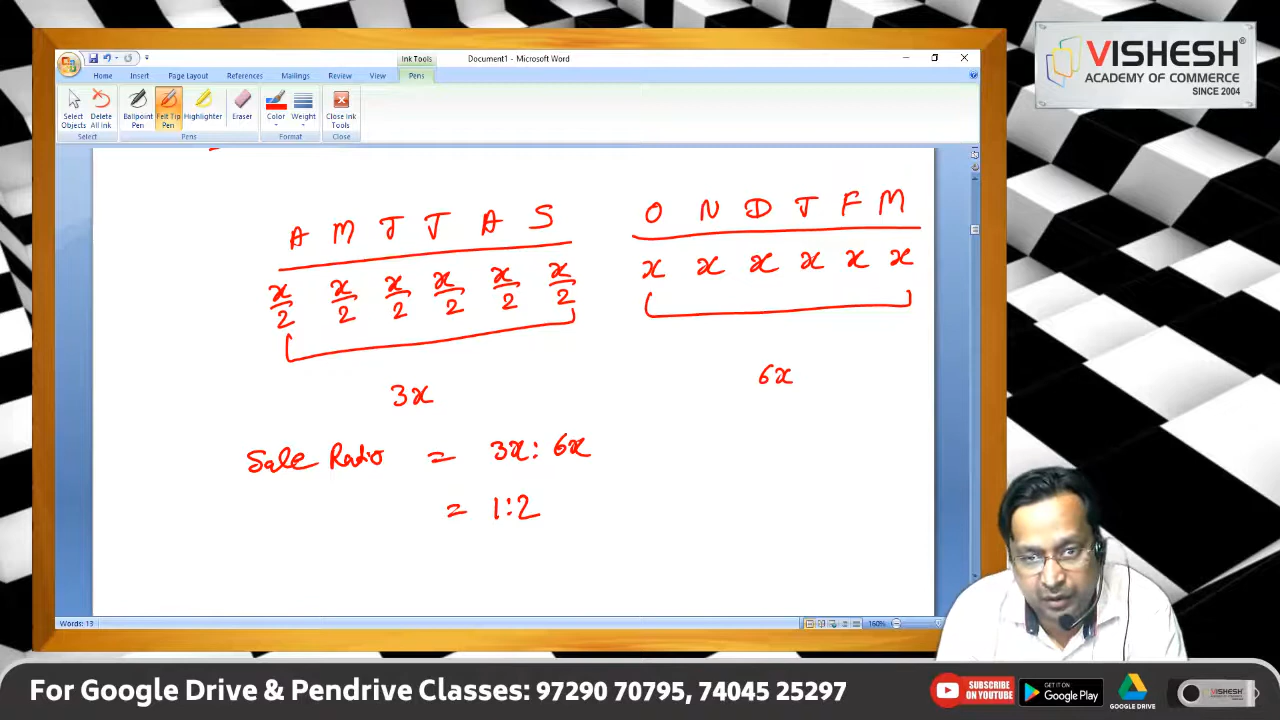 Ink Tools
Document1 - Microsoft Word
Home Insert Page Layout References Mailings Review View Pens
Select Objects
Delete All Ink
Ballpoint Pen
Felt Tip Pen
Highlighter
Eraser
Color
Weight
Close Ink Tools
Select Pens Format Close
VISHESH®
ACADEMY OF COMMERCE
SINCE 2004
A M J J A S O N D J F M
x/2 x/2 x/2 x/2 x/2 x/2 x x x x x x
3x 6x
Sale Ratio = 3x : 6x
= 1:2
Words: 13
160%
For Google Drive & Pendrive Classes: 97290 70795, 74045 25297
SUBSCRIBE ON YOUTUBE
GET IT ON Google Play
GOOGLE DRIVE
VISHESH